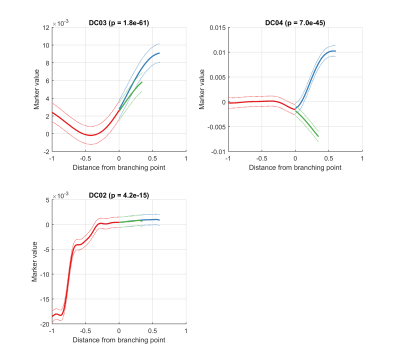 DC03 (p = 1.8e-61)
× 10⁻³
12
10
8
6
4
2
0
-2
Marker value
-1 -0.5 0 0.5 1
Distance from branching point
DC04 (p = 7.0e-45)
0.015
0.01
0.005
0
-0.005
-0.01
Marker value
-1 -0.5 0 0.5 1
Distance from branching point
DC02 (p = 4.2e-15)
× 10⁻³
5
0
-5
-10
-15
-20
Marker value
-1 -0.5 0 0.5 1
Distance from branching point